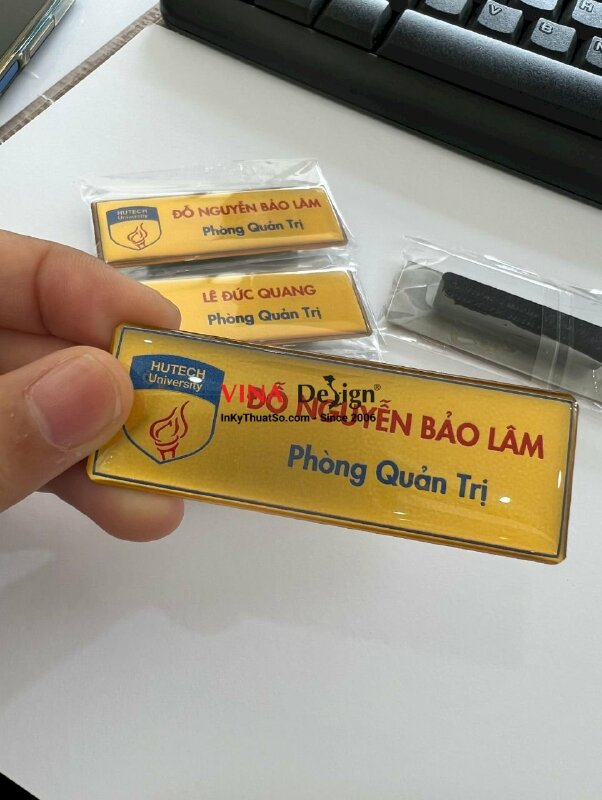 HUTECH
University
ĐỖ NGUYỄN BẢO LÂM
Phòng Quản Trị
LÊ ĐỨC QUANG
Phòng Quản Trị
HUTECH
University
VINA Design®
InKyThuatSo.com - Since 2006
ĐỖ NGUYỄN BẢO LÂM
Phòng Quản Trị
V
B
N
M
H